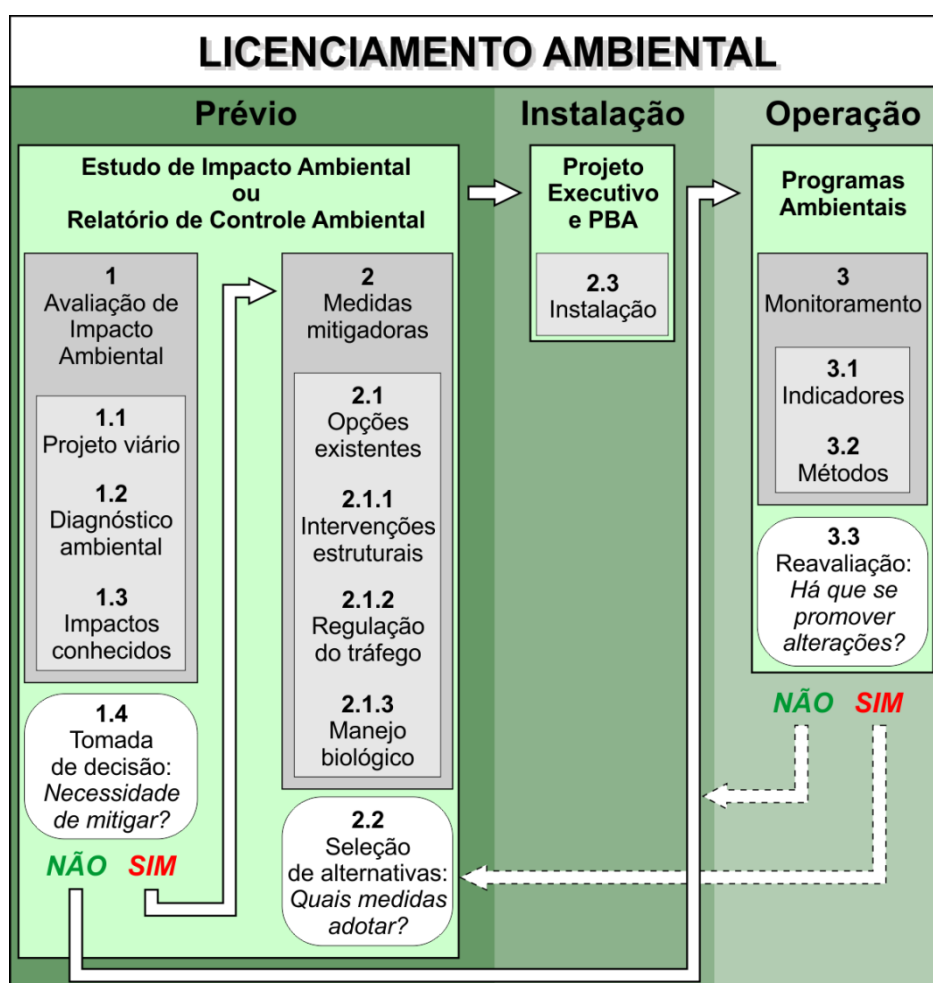 LICENCIAMENTO AMBIENTAL
Prévio
Estudo de Impacto Ambiental
ou
Relatório de Controle Ambiental
1
Avaliação de
Impacto
Ambiental
1.1
Projeto viário
1.2
Diagnóstico
ambiental
1.3
Impactos
conhecidos
1.4
Tomada
de decisão:
Necessidade
de mitigar?
NÃO SIM
2
Medidas
mitigadoras
2.1
Opções
existentes
2.1.1
Intervenções
estruturais
2.1.2
Regulação
do tráfego
2.1.3
Manejo
biológico
2.2
Seleção
de alternativas:
Quais medidas
adotar?
Instalação
Projeto
Executivo
e PBA
2.3
Instalação
Operação
Programas
Ambientais
3
Monitoramento
3.1
Indicadores
3.2
Métodos
3.3
Reavaliação:
Há que se
promover
alterações?
NÃO SIM